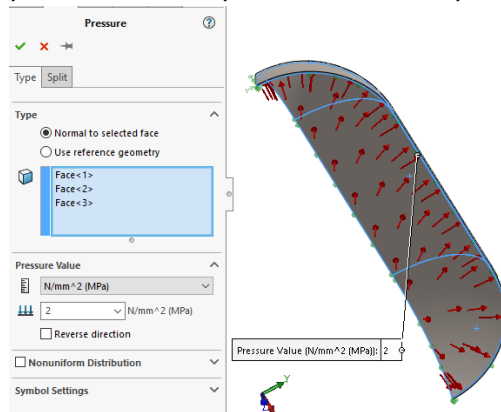 Pressure
Type Split
Type
Normal to selected face
Use reference geometry
Face<1>
Face<2>
Face<3>
Pressure Value
N/mm^2 (MPa)
2 N/mm^2 (MPa)
Reverse direction
Pressure Value (N/mm^2 (MPa)): 2
Nonuniform Distribution
Symbol Settings
Y